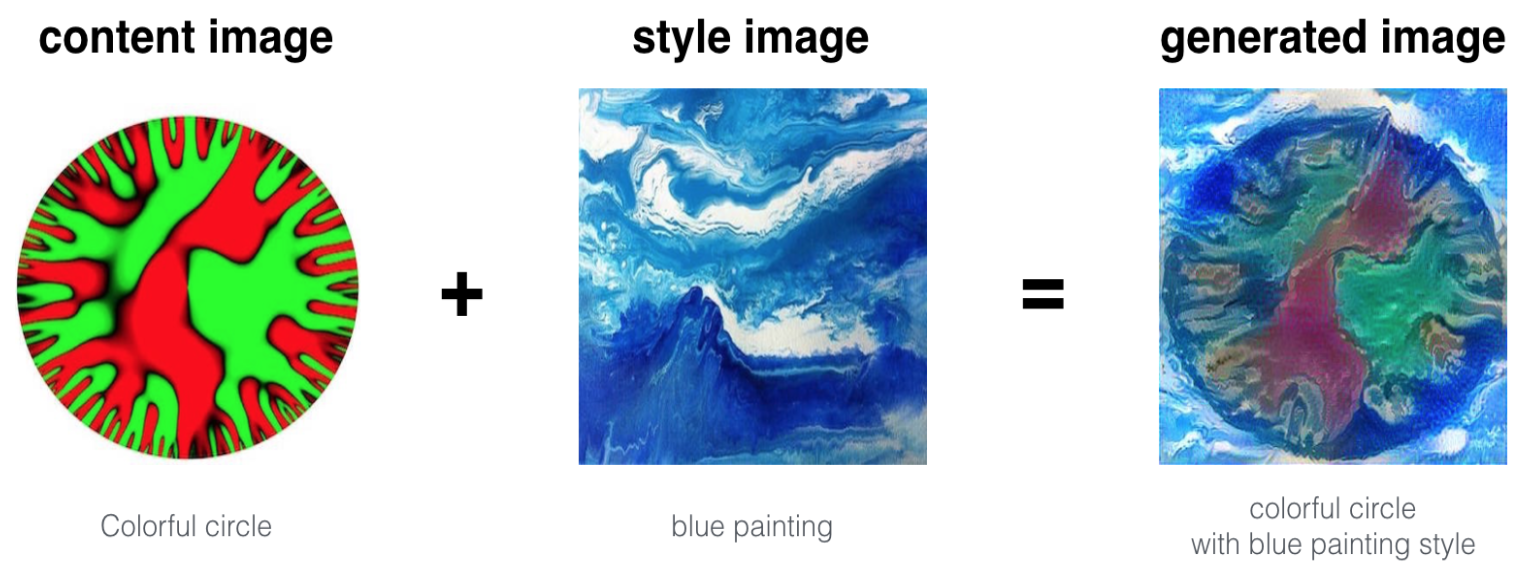 content image
style image
generated image
+
=
Colorful circle
blue painting
colorful circle
with blue painting style